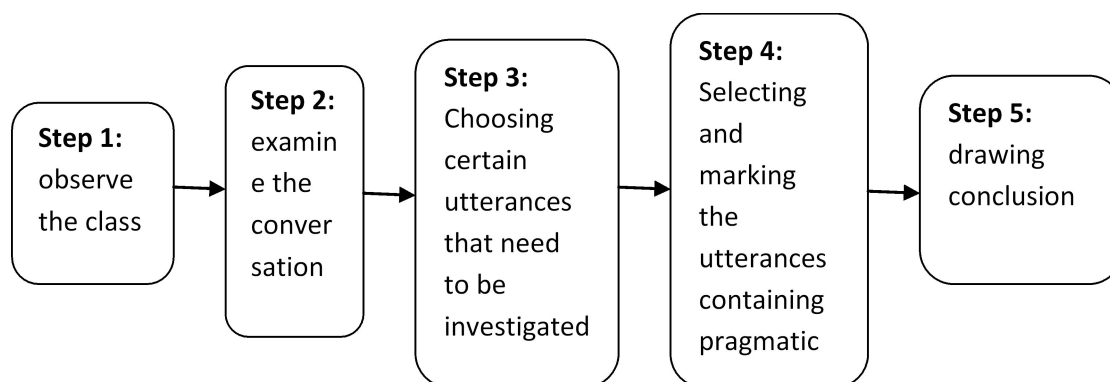 Step 1:
observe
the class
Step 2:
examin
e the
conver
sation
Step 3:
Choosing
certain
utterances
that need
to be
investigated
Step 4:
Selecting
and
marking
the
utterances
containing
pragmatic
Step 5:
drawing
conclusion